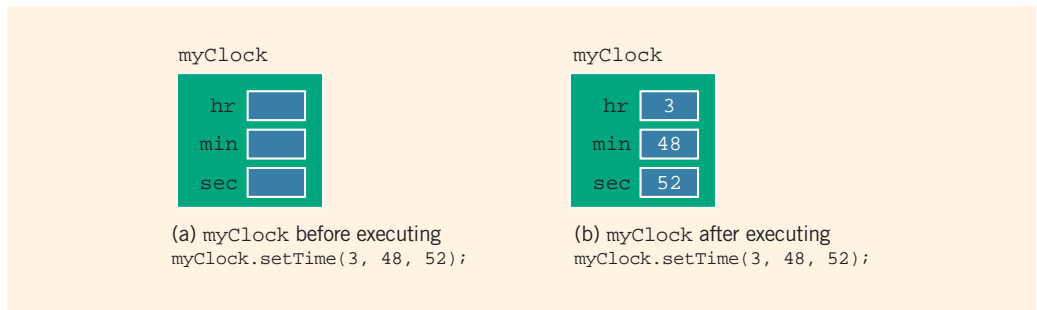 myClock
hr
min
sec
(a) myClock before executing
myClock.setTime(3, 48, 52);
myClock
hr 3
min 48
sec 52
(b) myClock after executing
myClock.setTime(3, 48, 52);